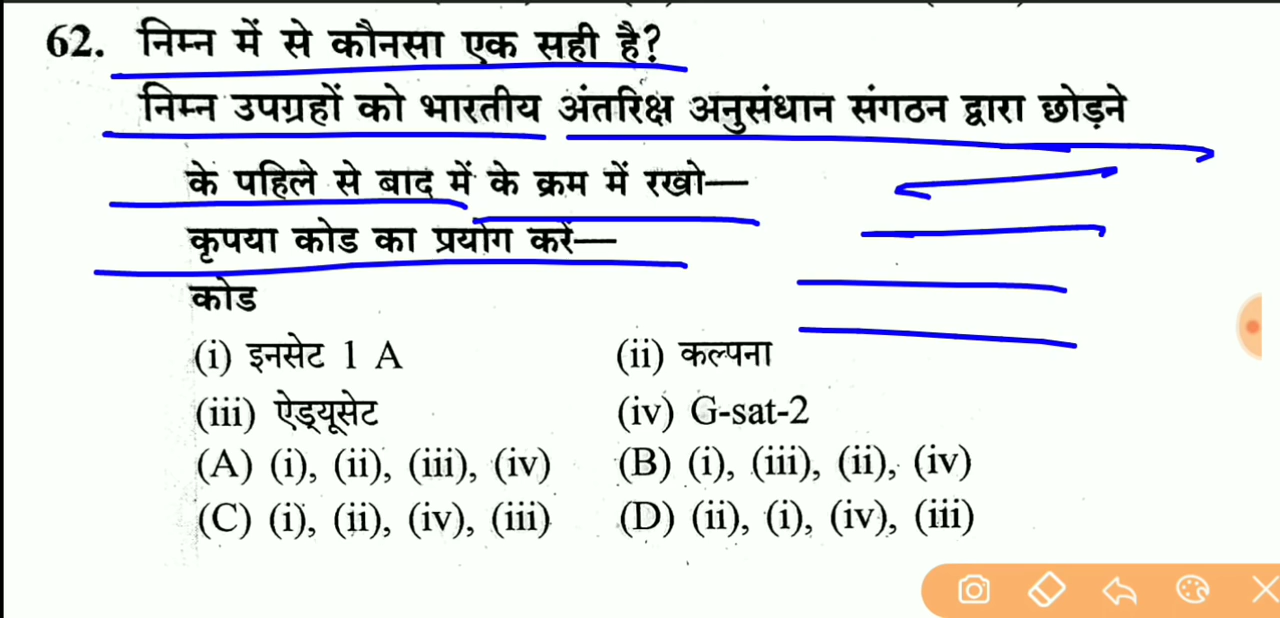 62. निम्न में से कौनसा एक सही है?
निम्न उपग्रहों को भारतीय अंतरिक्ष अनुसंधान संगठन द्वारा छोड़ने
के पहिले से बाद में के क्रम में रखो—
कृपया कोड का प्रयोग करें—
कोड
(i) इनसेट 1 A (ii) कल्पना
(iii) ऐड्यूसेट (iv) G-sat-2
(A) (i), (ii), (iii), (iv) (B) (i), (iii), (ii), (iv)
(C) (i), (ii), (iv), (iii) (D) (ii), (i), (iv), (iii)